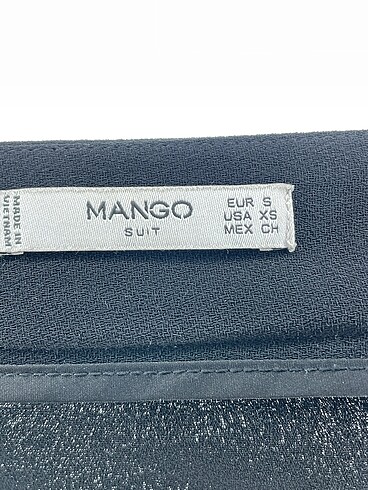 MADE IN
VIETNAM
MANGO
SUIT
EUR S
USA XS
MEX CH